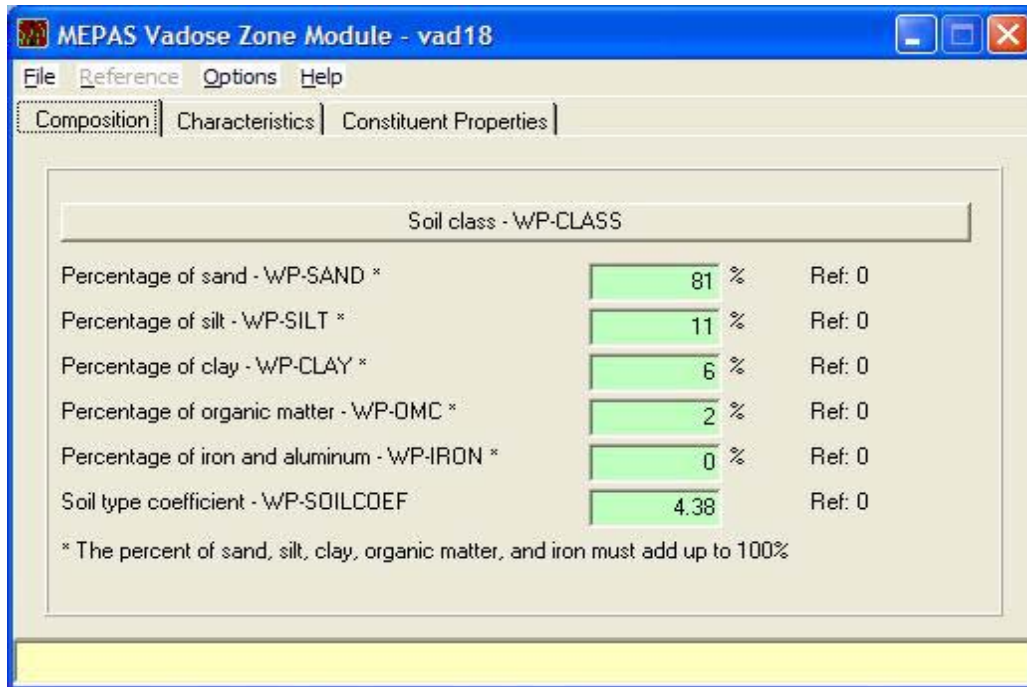 MEPAS Vadose Zone Module - vad18
File Reference Options Help
Composition Characteristics Constituent Properties
Soil class - WP-CLASS
Percentage of sand - WP-SAND * 81 % Ref: 0
Percentage of silt - WP-SILT * 11 % Ref: 0
Percentage of clay - WP-CLAY * 6 % Ref: 0
Percentage of organic matter - WP-OMC * 2 % Ref: 0
Percentage of iron and aluminum - WP-IRON * 0 % Ref: 0
Soil type coefficient - WP-SOILCOEF 4.38 Ref: 0
* The percent of sand, silt, clay, organic matter, and iron must add up to 100%